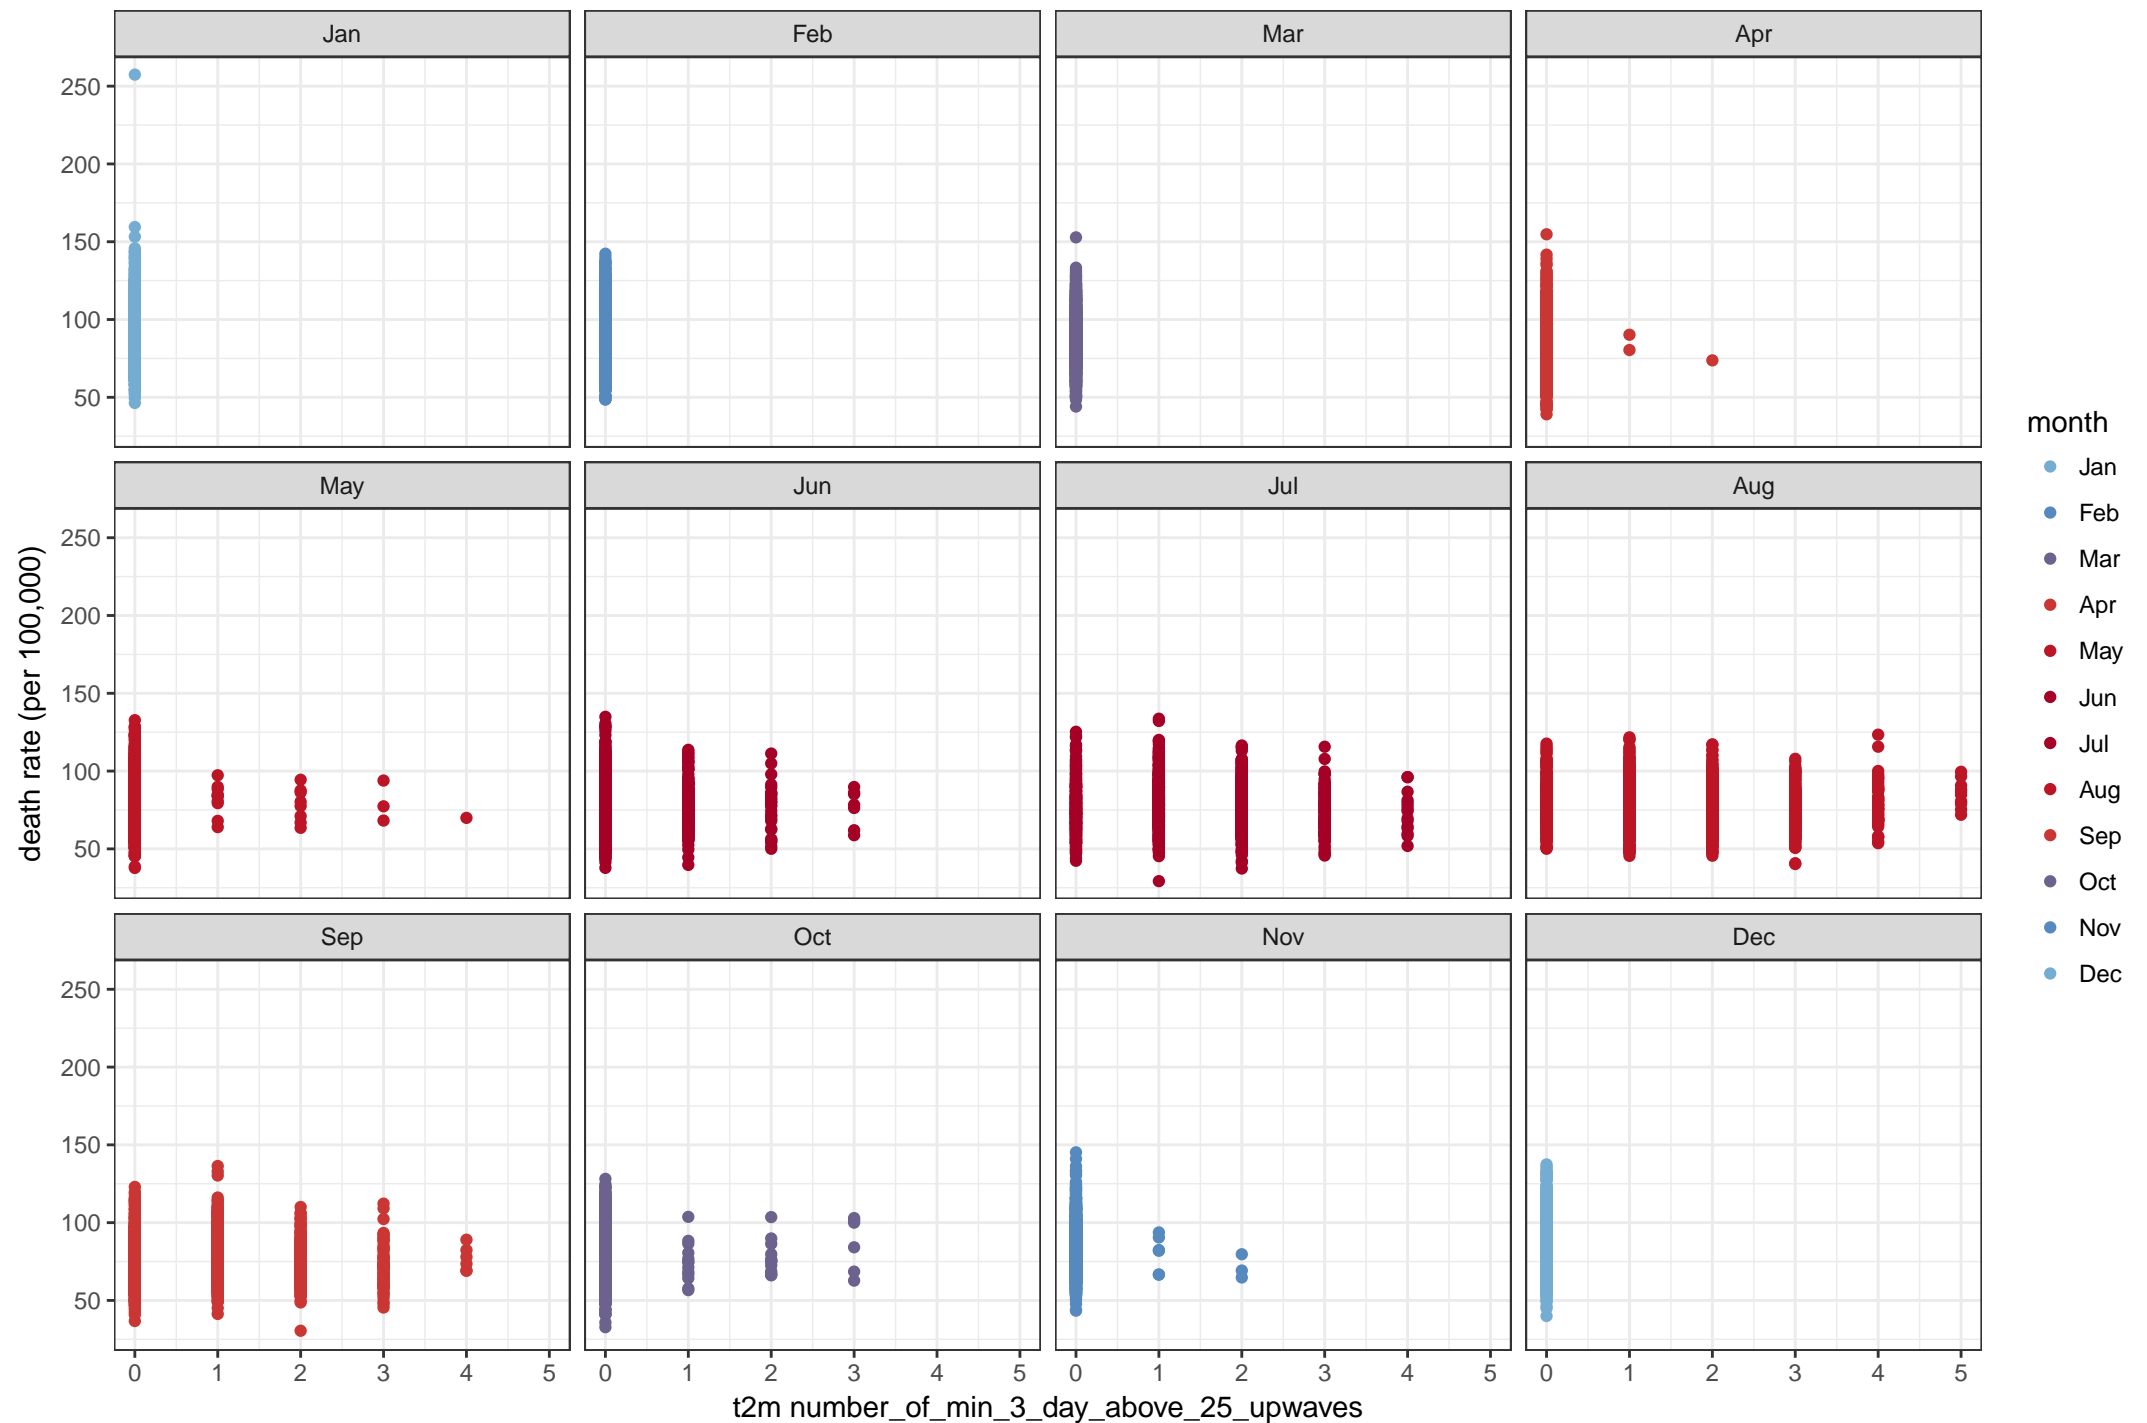 Jan Feb Mar Apr
250
200
150
100
50
May Jun Jul Aug
250
200
150
100
50
Sep Oct Nov Dec
250
200
150
100
50
0 1 2 3 4 5 0 1 2 3 4 5 0 1 2 3 4 5 0 1 2 3 4 5
t2m number_of_min_3_day_above_25_upwaves
death rate (per 100,000)
month
Jan
Feb
Mar
Apr
May
Jun
Jul
Aug
Sep
Oct
Nov
Dec